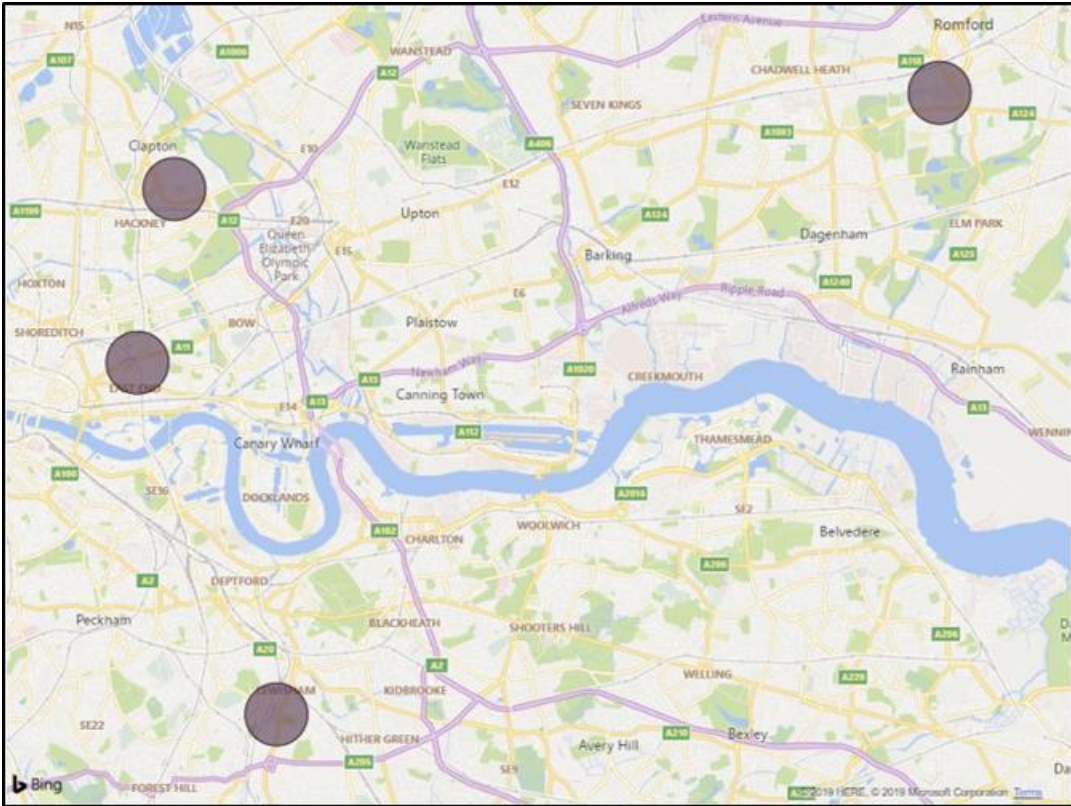 N15
Eastern Avenue
Romford
A107
A1006
WANSTEAD
A12
CHADWELL HEATH
A118
SEVEN KINGS
A124
A1083
A406
Clapton
E10
Wanstead
Flats
E12
A1199
HACKNEY
A12
E20
Upton
A124
ELM PARK
Queen
Elizabeth
Olympic
Park
E15
Barking
Dagenham
A125
HOXTON
E6
Alfreds Way
Ripple Road
A1240
SHOREDITCH
BOW
Plaistow
A11
Newham Way
A1020
CREEKMOUTH
Rainham
EAST END
A13
Canning Town
E14
A13
A13
Canary Wharf
A112
THAMESMEAD
WENNIN
A100
SE16
DOCKLANDS
A2016
SE2
A102
CHARLTON
WOOLWICH
Belvedere
A2
DEPTFORD
A206
Peckham
BLACKHEATH
SHOOTERS HILL
A206
A20
A2
WELLING
A220
LEWISHAM
KIDBROOKE
SE22
HITHER GREEN
A210
Bexley
Avery Hill
A205
SE9
Bing
FOREST HILL
© 2019 HERE, © 2019 Microsoft Corporation Terms